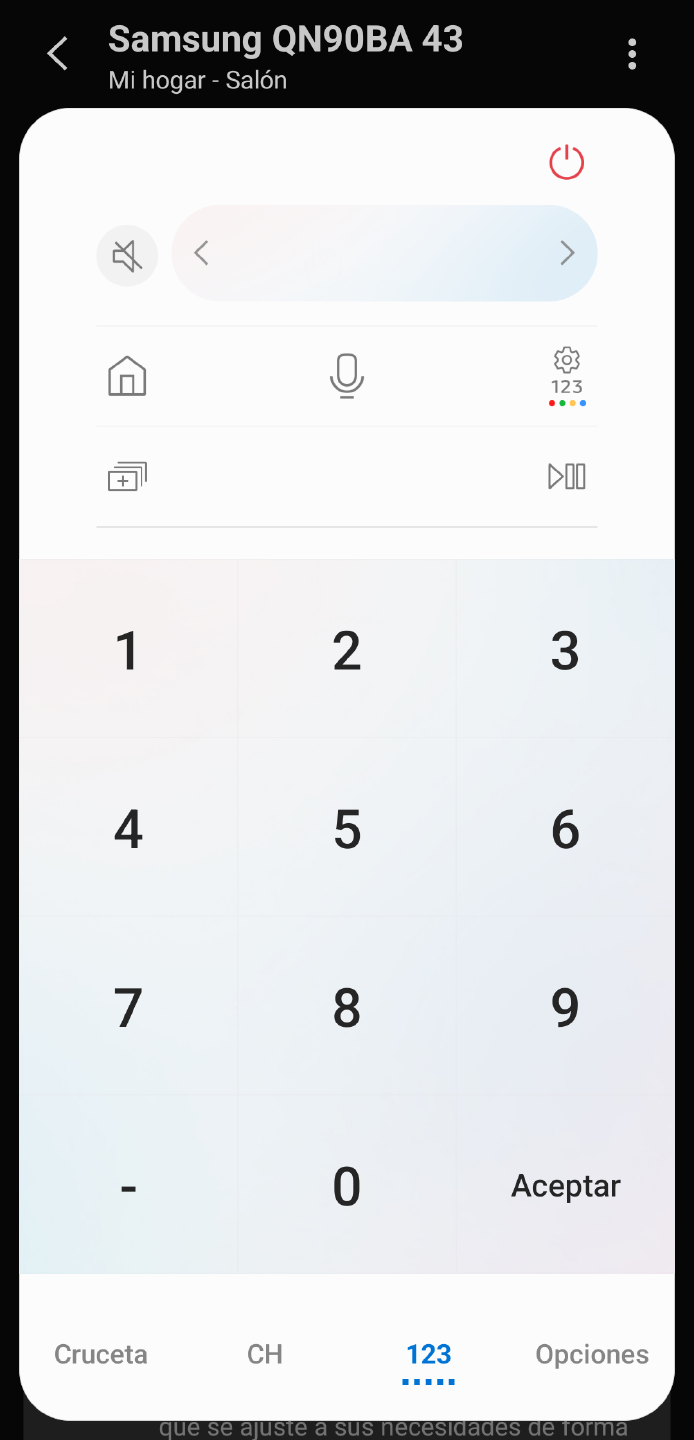 Samsung QN90BA 43
Mi hogar - Salón
123
1 2 3
4 5 6
7 8 9
- 0 Aceptar
Cruceta CH 123 Opciones
que se ajuste a sus necesidades de forma